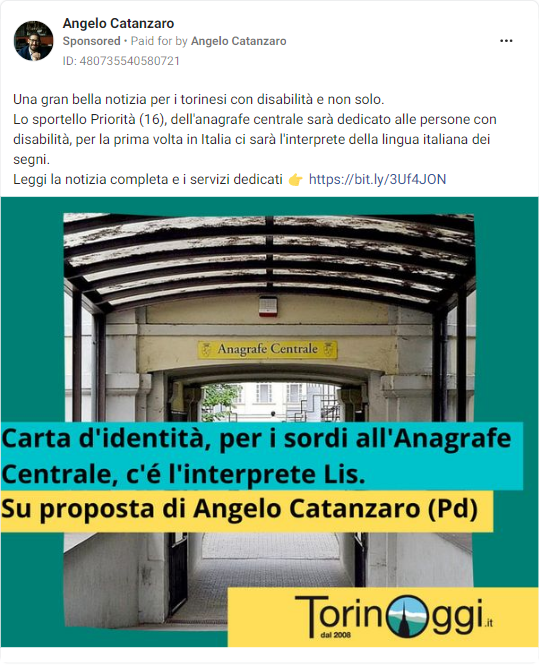 Angelo Catanzaro
Sponsored • Paid for by Angelo Catanzaro
ID: 480735540580721
Una gran bella notizia per i torinesi con disabilità e non solo.
Lo sportello Priorità (16), dell'anagrafe centrale sarà dedicato alle persone con
disabilità, per la prima volta in Italia ci sarà l'interprete della lingua italiana dei
segni.
Leggi la notizia completa e i servizi dedicati 👉 https://bit.ly/3Uf4JON
Anagrafe Centrale
Carta d'identità, per i sordi all'Anagrafe
Centrale, c'é l'interprete Lis.
Su proposta di Angelo Catanzaro (Pd)
TorinOggi.it
dal 2008